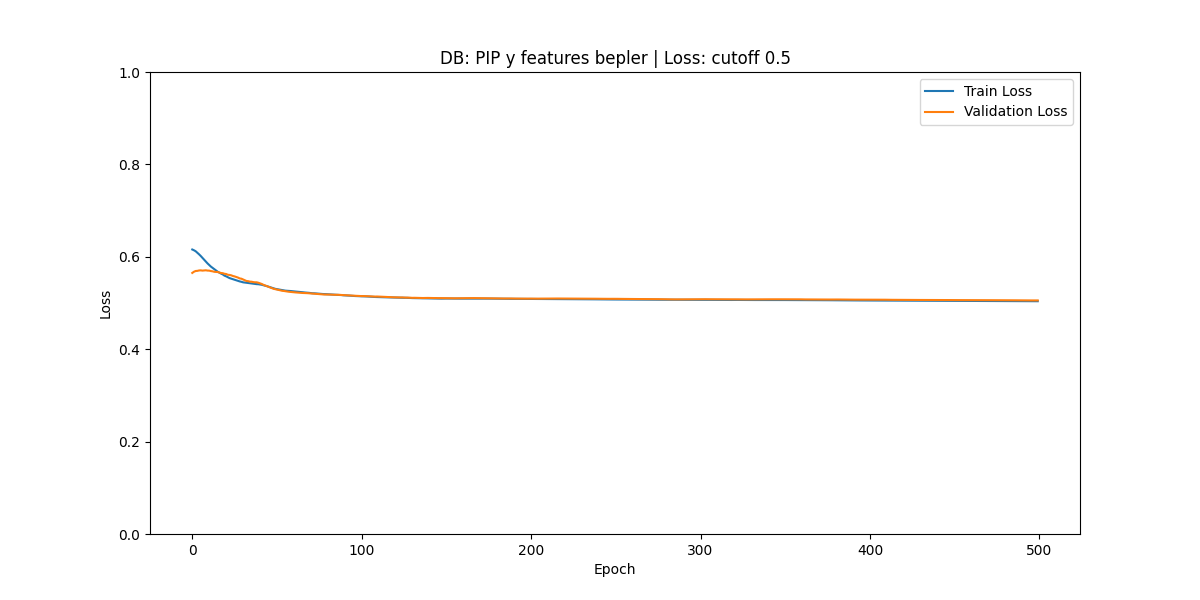 DB: PIP y features bepler | Loss: cutoff 0.5
1.0
0.8
0.6
0.4
0.2
0.0
Loss
Train Loss
Validation Loss
0 100 200 300 400 500
Epoch